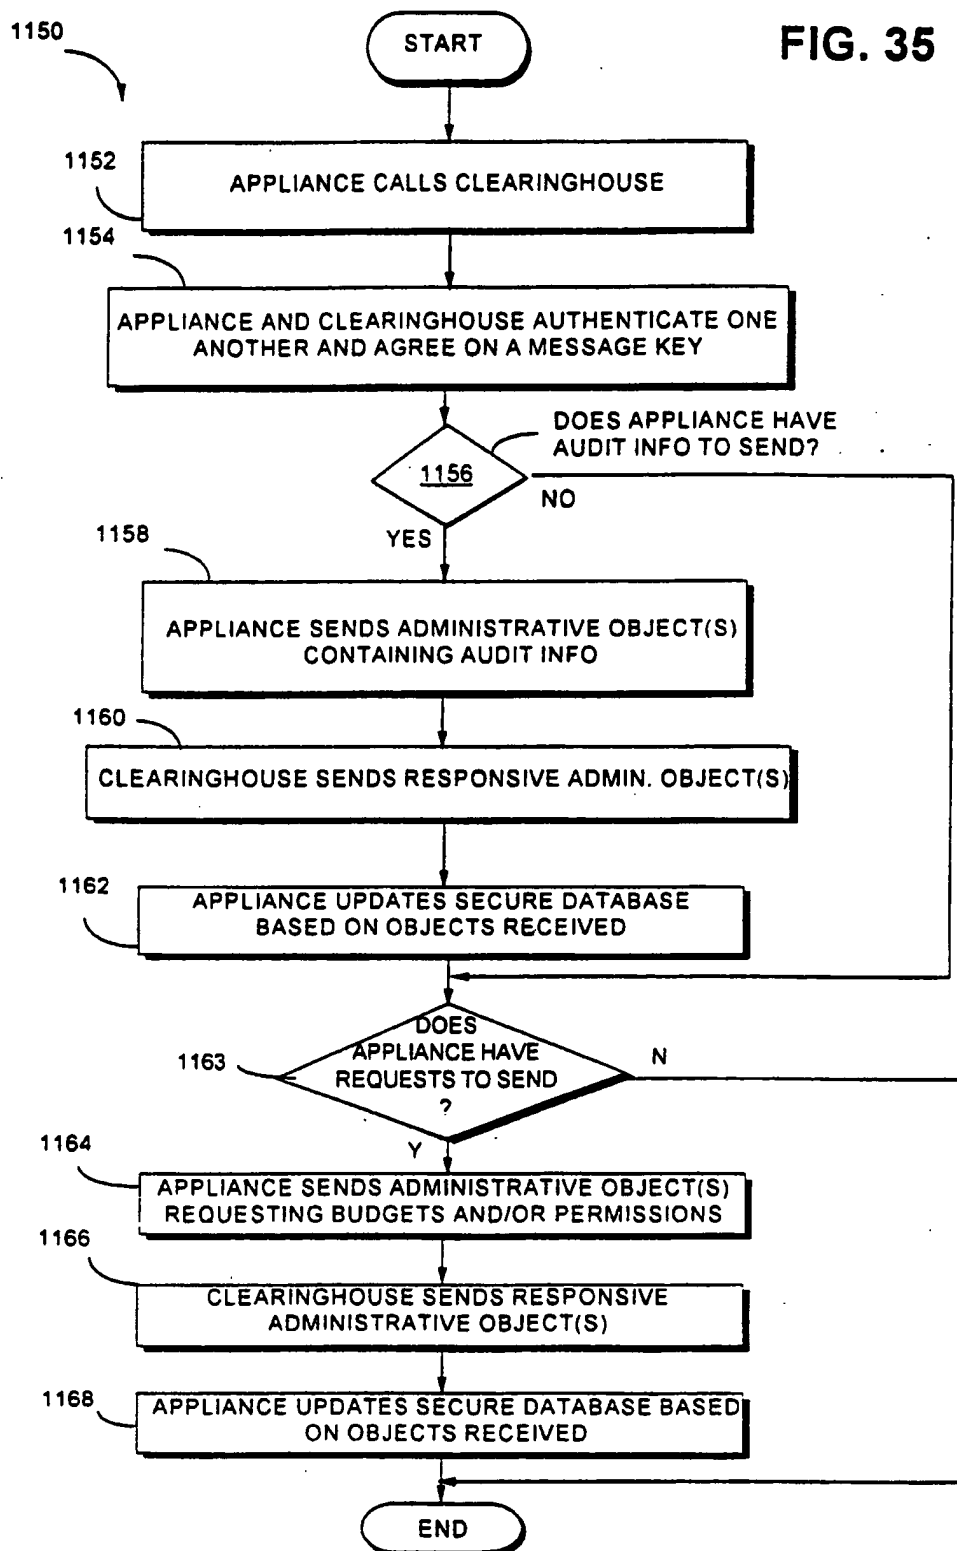 1150
START
FIG. 35
1152
APPLIANCE CALLS CLEARINGHOUSE
1154
APPLIANCE AND CLEARINGHOUSE AUTHENTICATE ONE
ANOTHER AND AGREE ON A MESSAGE KEY
DOES APPLIANCE HAVE
AUDIT INFO TO SEND?
1156
NO
YES
1158
APPLIANCE SENDS ADMINISTRATIVE OBJECT(S)
CONTAINING AUDIT INFO
1160
CLEARINGHOUSE SENDS RESPONSIVE ADMIN. OBJECT(S)
1162
APPLIANCE UPDATES SECURE DATABASE
BASED ON OBJECTS RECEIVED
1163
DOES
APPLIANCE HAVE
REQUESTS TO SEND
?
N
Y
1164
APPLIANCE SENDS ADMINISTRATIVE OBJECT(S)
REQUESTING BUDGETS AND/OR PERMISSIONS
1166
CLEARINGHOUSE SENDS RESPONSIVE
ADMINISTRATIVE OBJECT(S)
1168
APPLIANCE UPDATES SECURE DATABASE BASED
ON OBJECTS RECEIVED
END